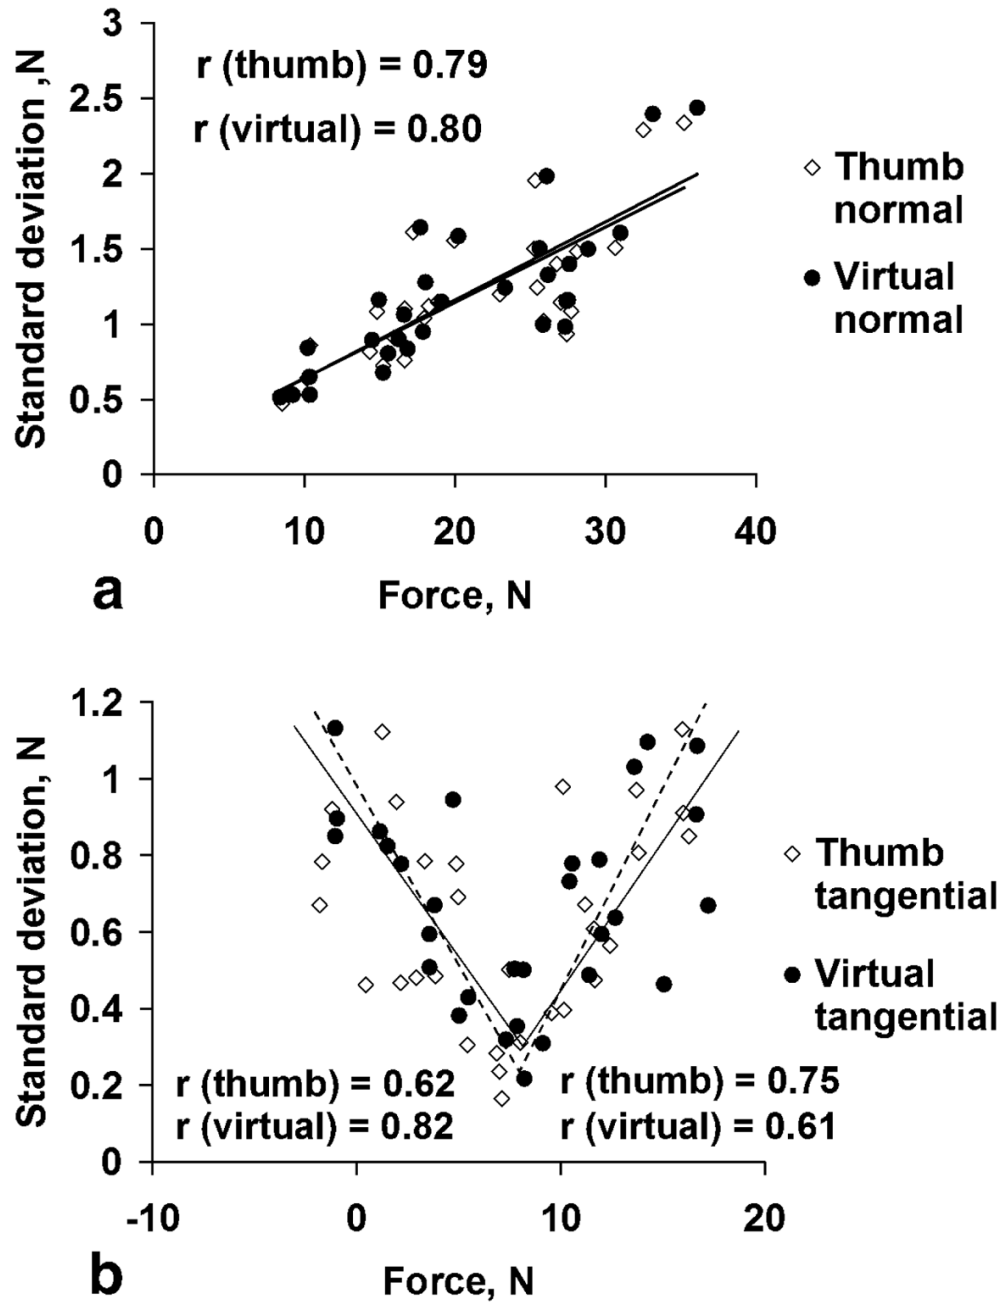 3
2.5
2
1.5
1
0.5
0
Standard deviation ,N
r (thumb) = 0.79
r (virtual) = 0.80
Thumb
normal
Virtual
normal
0 10 20 30 40
Force, N
a
1.2
1
0.8
0.6
0.4
0.2
0
Standard deviation, N
Thumb
tangential
Virtual
tangential
r (thumb) = 0.62
r (virtual) = 0.82
r (thumb) = 0.75
r (virtual) = 0.61
-10 0 10 20
Force, N
b